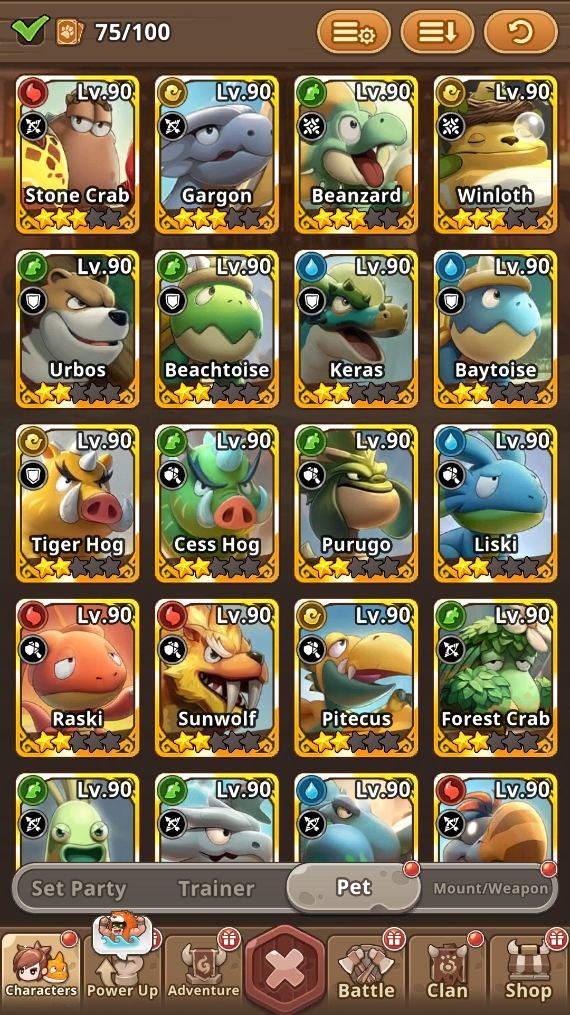 75/100
Lv.90 Lv.90 Lv.90 Lv.90
Stone Crab Gargon Beanzard Winloth
Lv.90 Lv.90 Lv.90 Lv.90
Urbos Beachtoise Keras Baytoise
Lv.90 Lv.90 Lv.90 Lv.90
Tiger Hog Cess Hog Purugo Liski
Lv.90 Lv.90 Lv.90 Lv.90
Raski Sunwolf Pitecus Forest Crab
Lv.90 Lv.90 Lv.90 Lv.90
Set Party Trainer Pet Mount/Weapon
Characters Power Up Adventure Battle Clan Shop